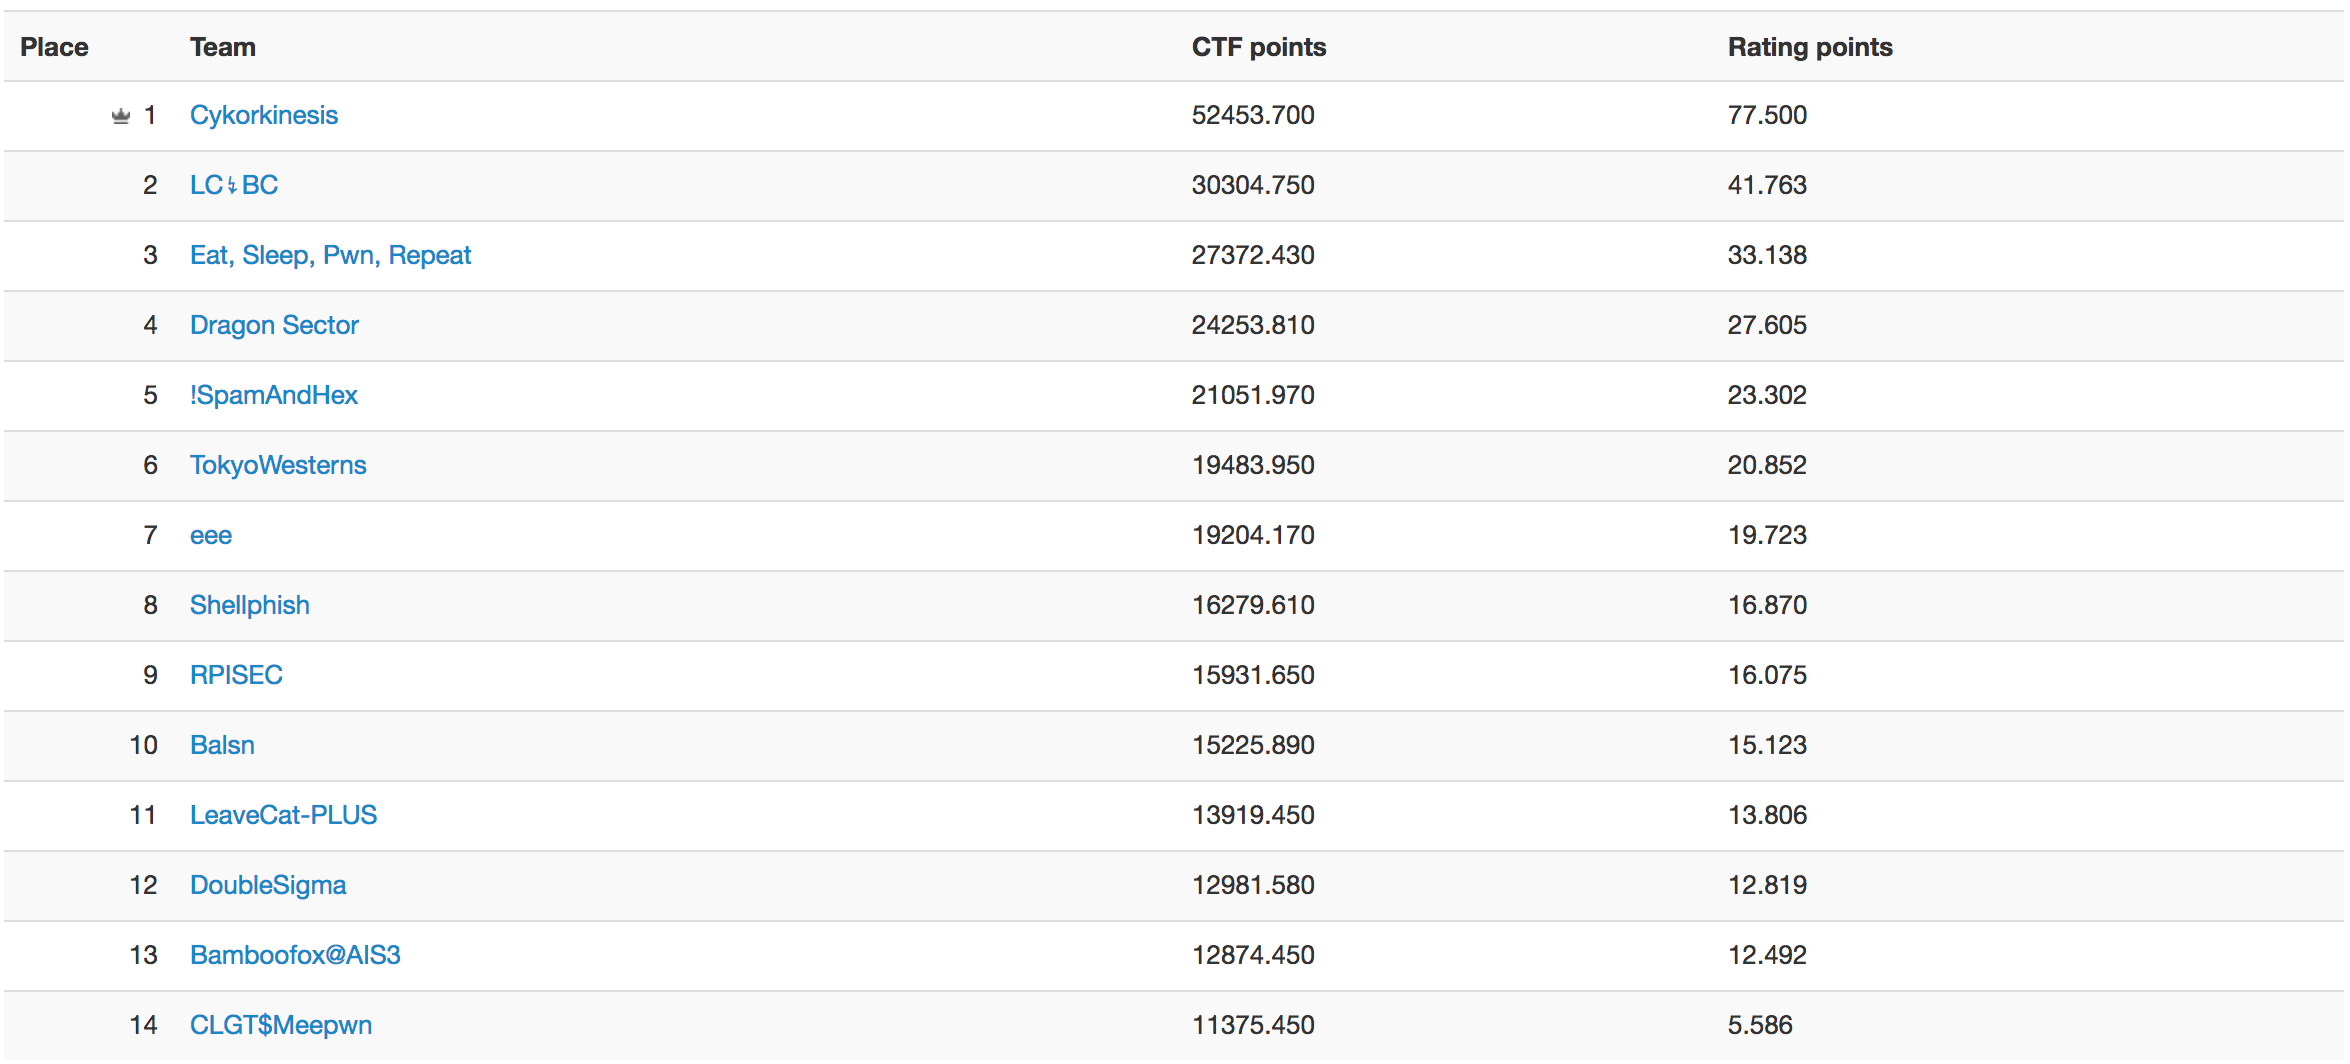 Place Team CTF points Rating points
1 Cykorkinesis 52453.700 77.500
2 LC↯BC 30304.750 41.763
3 Eat, Sleep, Pwn, Repeat 27372.430 33.138
4 Dragon Sector 24253.810 27.605
5 !SpamAndHex 21051.970 23.302
6 TokyoWesterns 19483.950 20.852
7 eee 19204.170 19.723
8 Shellphish 16279.610 16.870
9 RPISEC 15931.650 16.075
10 Balsn 15225.890 15.123
11 LeaveCat-PLUS 13919.450 13.806
12 DoubleSigma 12981.580 12.819
13 Bamboofox@AIS3 12874.450 12.492
14 CLGT$Meepwn 11375.450 5.586